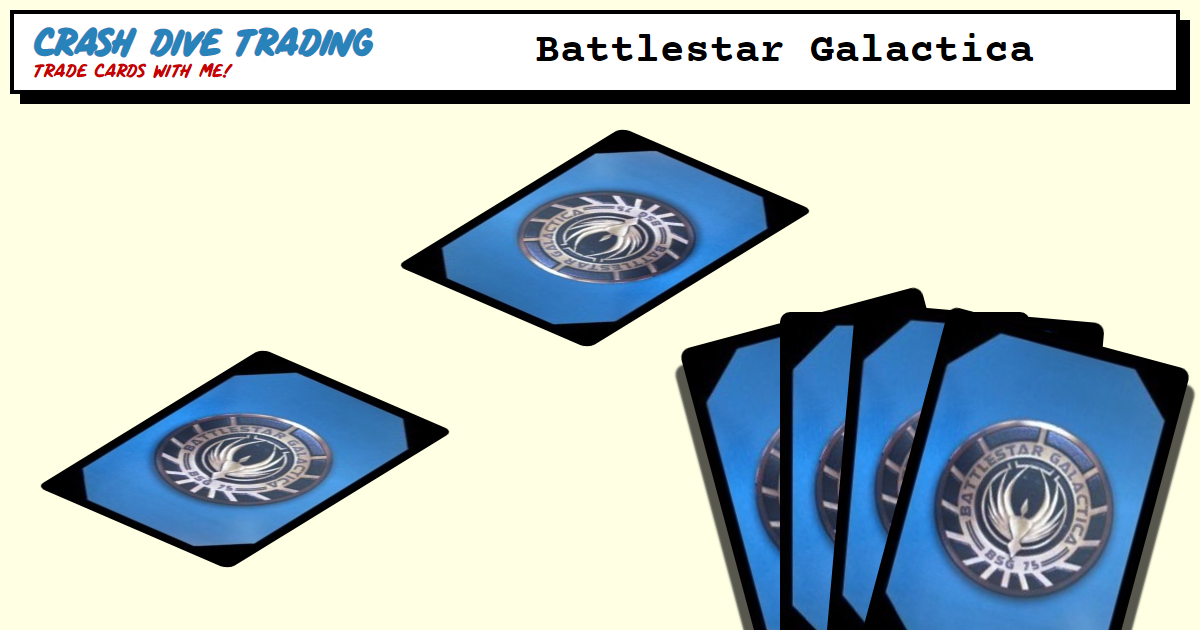 CRASH DIVE TRADING
TRADE CARDS WITH ME!
Battlestar Galactica
BATTLESTAR GALACTICA
BSG 75
BATTLESTAR GALACTICA
BSG 75
BATTLESTAR GALACTICA
BSG 75